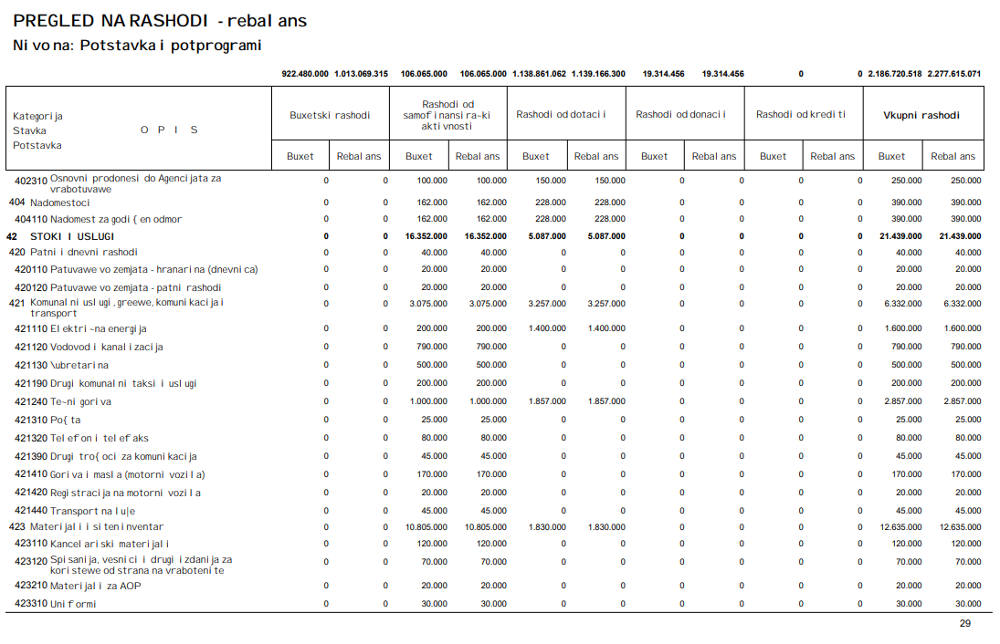 PREGLED NA RASHODI - rebalans
Nivo na: Potstavka i potprogrami
922.480.000 1.013.069.315 106.065.000 106.065.000 1.138.861.062 1.139.166.300 19.314.456 19.314.456 0 0 2.186.720.518 2.277.615.071
Kategorija
Stavka
Potstavka
O P I S
Buxetski rashodi
Rashodi od
samofinansira~ki
aktivnosti
Rashodi od dotacii
Rashodi od donacii
Rashodi od krediti
Vkupni rashodi
Buxet Rebalans Buxet Rebalans Buxet Rebalans Buxet Rebalans Buxet Rebalans Buxet Rebalans
402310 Osnovni prodonesi do Agencijata za
vrabotuvawe
0 0 100.000 100.000 150.000 150.000 0 0 0 0 250.000 250.000
404 Nadomestoci 0 0 162.000 162.000 228.000 228.000 0 0 0 0 390.000 390.000
404110 Nadomest za godi{en odmor 0 0 162.000 162.000 228.000 228.000 0 0 0 0 390.000 390.000
42 STOKI I USLUGI 0 0 16.352.000 16.352.000 5.087.000 5.087.000 0 0 0 0 21.439.000 21.439.000
420 Patni i dnevni rashodi 0 0 40.000 40.000 0 0 0 0 0 0 40.000 40.000
420110 Patuvawe vo zemjata - hranarina (dnevnica) 0 0 20.000 20.000 0 0 0 0 0 0 20.000 20.000
420120 Patuvawe vo zemjata - patni rashodi 0 0 20.000 20.000 0 0 0 0 0 0 20.000 20.000
421 Komunalni uslugi, greewe, komunikacija i
transport
0 0 3.075.000 3.075.000 3.257.000 3.257.000 0 0 0 0 6.332.000 6.332.000
421110 Elektri~na energija 0 0 200.000 200.000 1.400.000 1.400.000 0 0 0 0 1.600.000 1.600.000
421120 Vodovod i kanalizacija 0 0 790.000 790.000 0 0 0 0 0 0 790.000 790.000
421130 \ubretarina 0 0 500.000 500.000 0 0 0 0 0 0 500.000 500.000
421190 Drugi komunalni taksi i uslugi 0 0 200.000 200.000 0 0 0 0 0 0 200.000 200.000
421240 Te~ni goriva 0 0 1.000.000 1.000.000 1.857.000 1.857.000 0 0 0 0 2.857.000 2.857.000
421310 Po{ta 0 0 25.000 25.000 0 0 0 0 0 0 25.000 25.000
421320 Telefon i telefaks 0 0 80.000 80.000 0 0 0 0 0 0 80.000 80.000
421390 Drugi tro{oci za komunikacija 0 0 45.000 45.000 0 0 0 0 0 0 45.000 45.000
421410 Goriva i masla (motorni vozila) 0 0 170.000 170.000 0 0 0 0 0 0 170.000 170.000
421420 Registracija na motorni vozila 0 0 20.000 20.000 0 0 0 0 0 0 20.000 20.000
421440 Transport na lu|e 0 0 45.000 45.000 0 0 0 0 0 0 45.000 45.000
423 Materijali i siten inventar 0 0 10.805.000 10.805.000 1.830.000 1.830.000 0 0 0 0 12.635.000 12.635.000
423110 Kancelariski materijali 0 0 120.000 120.000 0 0 0 0 0 0 120.000 120.000
423120 Spisanija, vesnici i drugi izdanija za
koristewe od strana na vrabotenite
0 0 70.000 70.000 0 0 0 0 0 0 70.000 70.000
423210 Materijali za AOP 0 0 20.000 20.000 0 0 0 0 0 0 20.000 20.000
423310 Uniformi 0 0 30.000 30.000 0 0 0 0 0 0 30.000 30.000
29